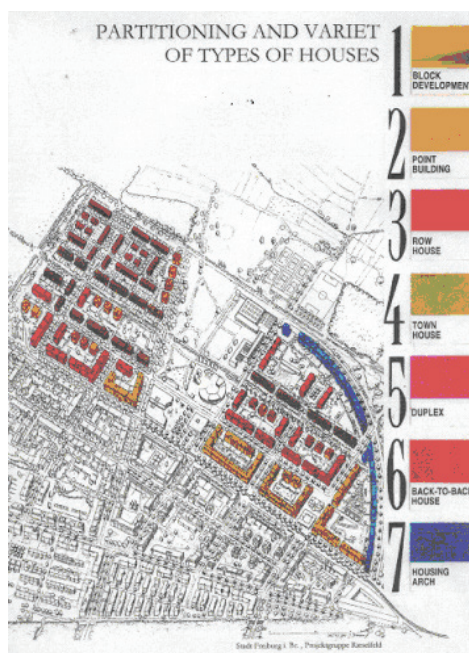 PARTITIONING AND VARIET
OF TYPES OF HOUSES
1
BLOCK
DEVELOPMENT
2
POINT
BUILDING
3
ROW
HOUSE
4
TOWN
HOUSE
5
DUPLEX
6
BACK-TO-BACK
HOUSE
7
HOUSING
ARCH
Stadt Freiburg i. Br., Projektgruppe Rieselfeld